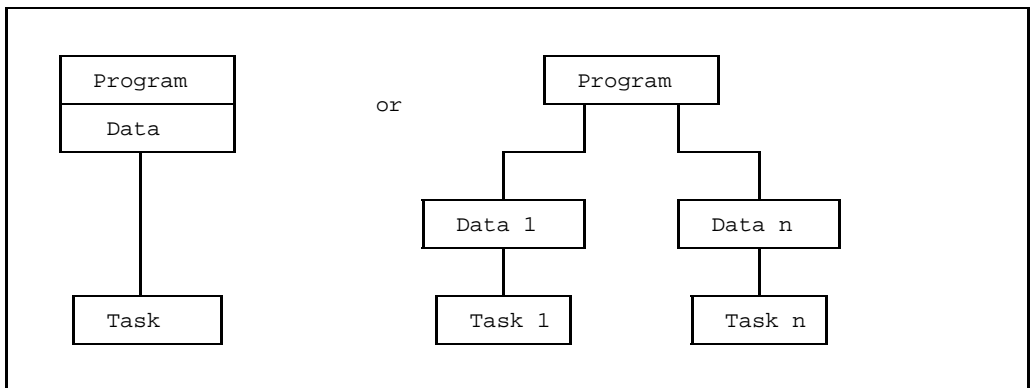 Program
Data
Task
or
Program
Data 1
Data n
Task 1
Task n